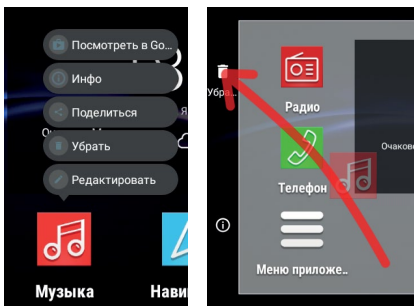 Посмотреть в Go...
Инфо
Поделиться
Убрать
Редактировать
Музыка
Нави
Убра...
Радио
Телефон
Меню приложе..
Очаково